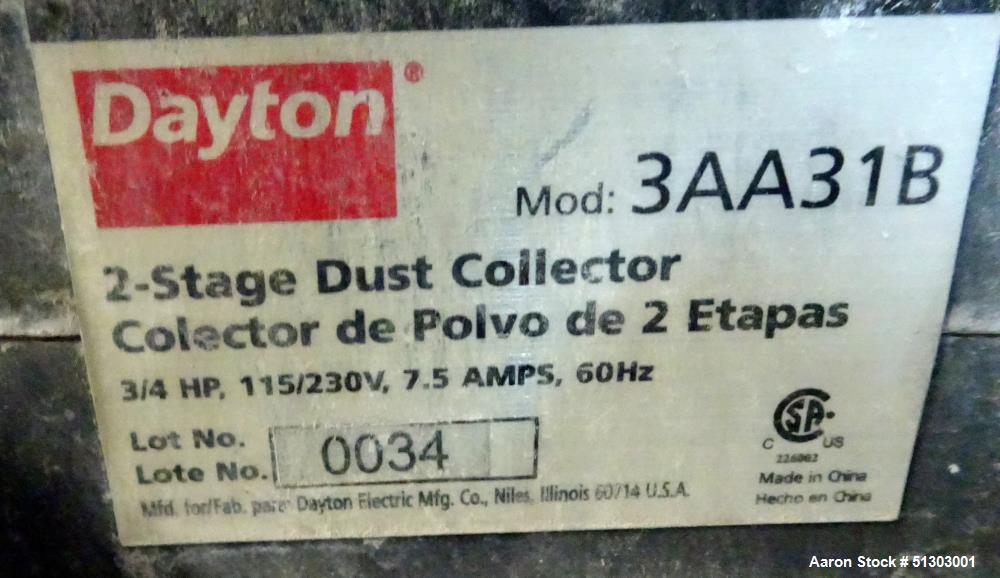 Dayton®
Mod: 3AA31B
2-Stage Dust Collector
Colector de Polvo de 2 Etapas
3/4 HP, 115/230V, 7.5 AMPS, 60Hz
Lot No.
Lote No. 0034
CSA
C US
226002
Made in China
Hecho en China
Mfd. for/Fab. para Dayton Electric Mfg. Co., Niles, Illinois 60714 U.S.A.
Aaron Stock # 51303001